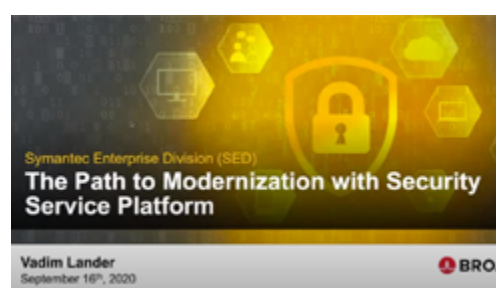 Symantec Enterprise Division (SED)
The Path to Modernization with Security
Service Platform
Vadim Lander
September 16th, 2020
BRO